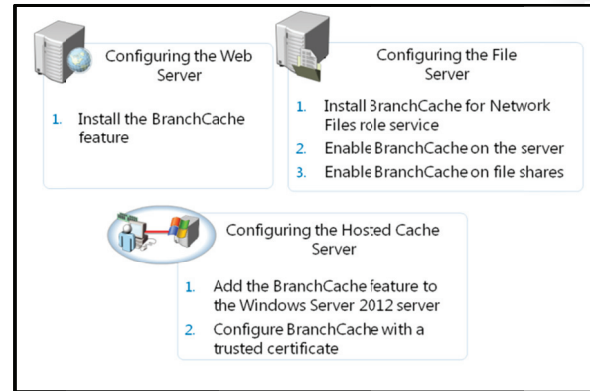 Configuring the Web
Server
1. Install the BranchCache
feature
Configuring the File
Server
1. Install BranchCache for Network
Files role service
2. Enable BranchCache on the server
3. Enable BranchCache on file shares
Configuring the Hosted Cache
Server
1. Add the BranchCache feature to
the Windows Server 2012 server
2. Configure BranchCache with a
trusted certificate